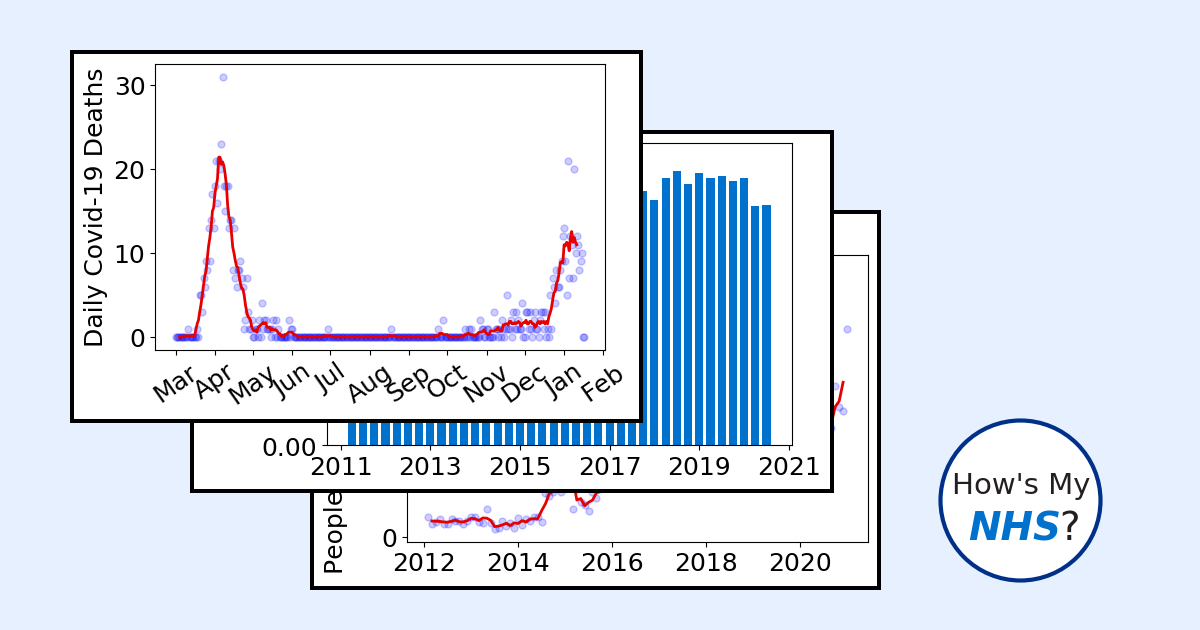 Daily Covid-19 Deaths
30
20
10
0
Mar Apr May Jun Jul Aug Sep Oct Nov Dec Jan Feb
0.00
2011 2013 2015 2017 2019 2021
People
0
2012 2014 2016 2018 2020
How's My
NHS?